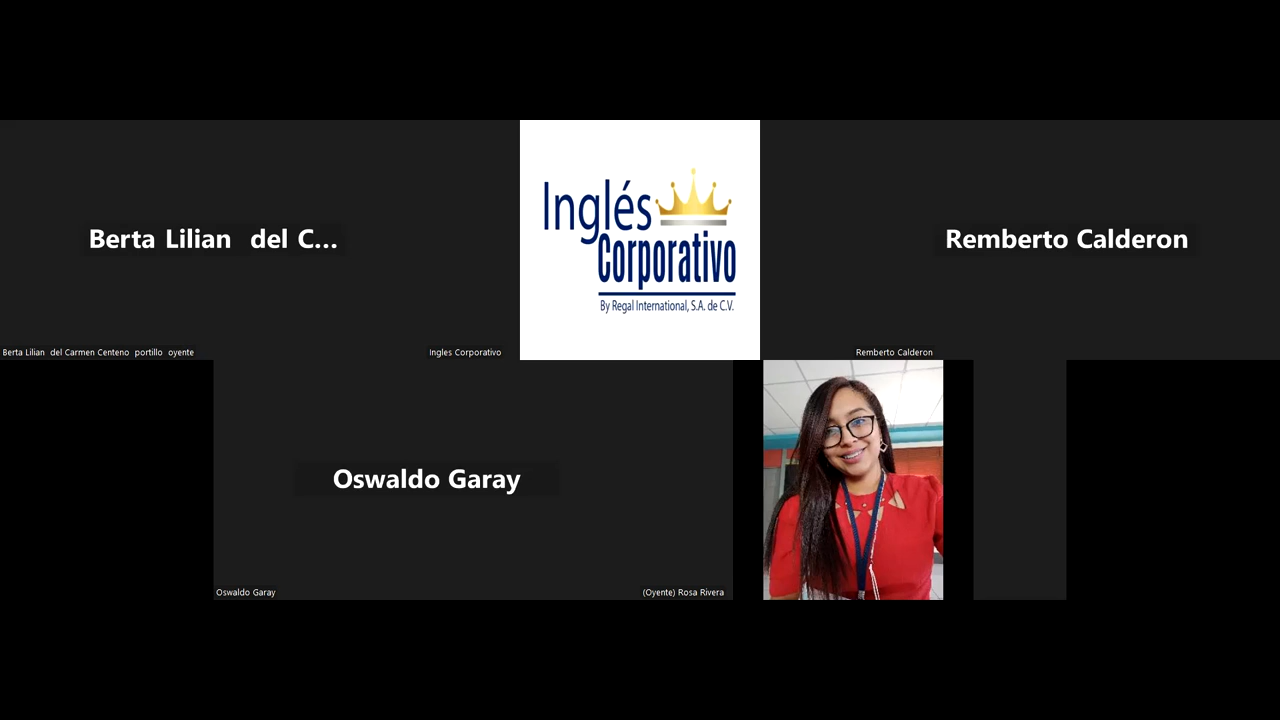 Berta Lilian  del C...
Inglés
Corporativo
By Regal International, S.A. de C.V.
Remberto Calderon
Berta Lilian  del Carmen Centeno  portillo  oyente
Ingles Corporativo
Remberto Calderon
Oswaldo Garay
Oswaldo Garay
(Oyente) Rosa Rivera